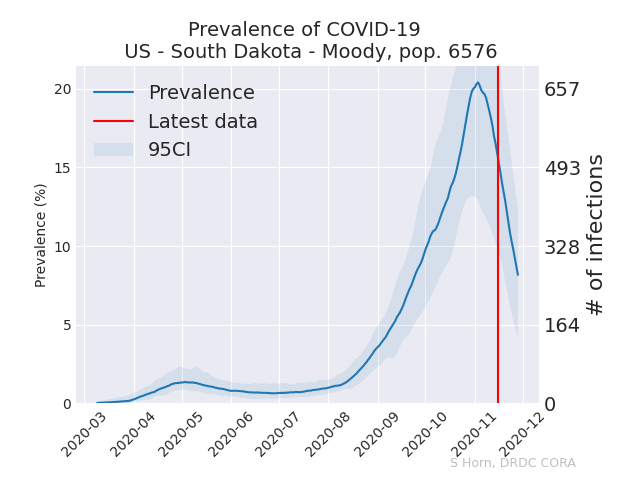 Prevalence of COVID-19
US - South Dakota - Moody, pop. 6576
Prevalence
Latest data
95CI
Prevalence (%)
20
15
10
5
0
657
493
328
164
0
# of infections
2020-03
2020-04
2020-05
2020-06
2020-07
2020-08
2020-09
2020-10
2020-11
2020-12
S Horn, DRDC CORA